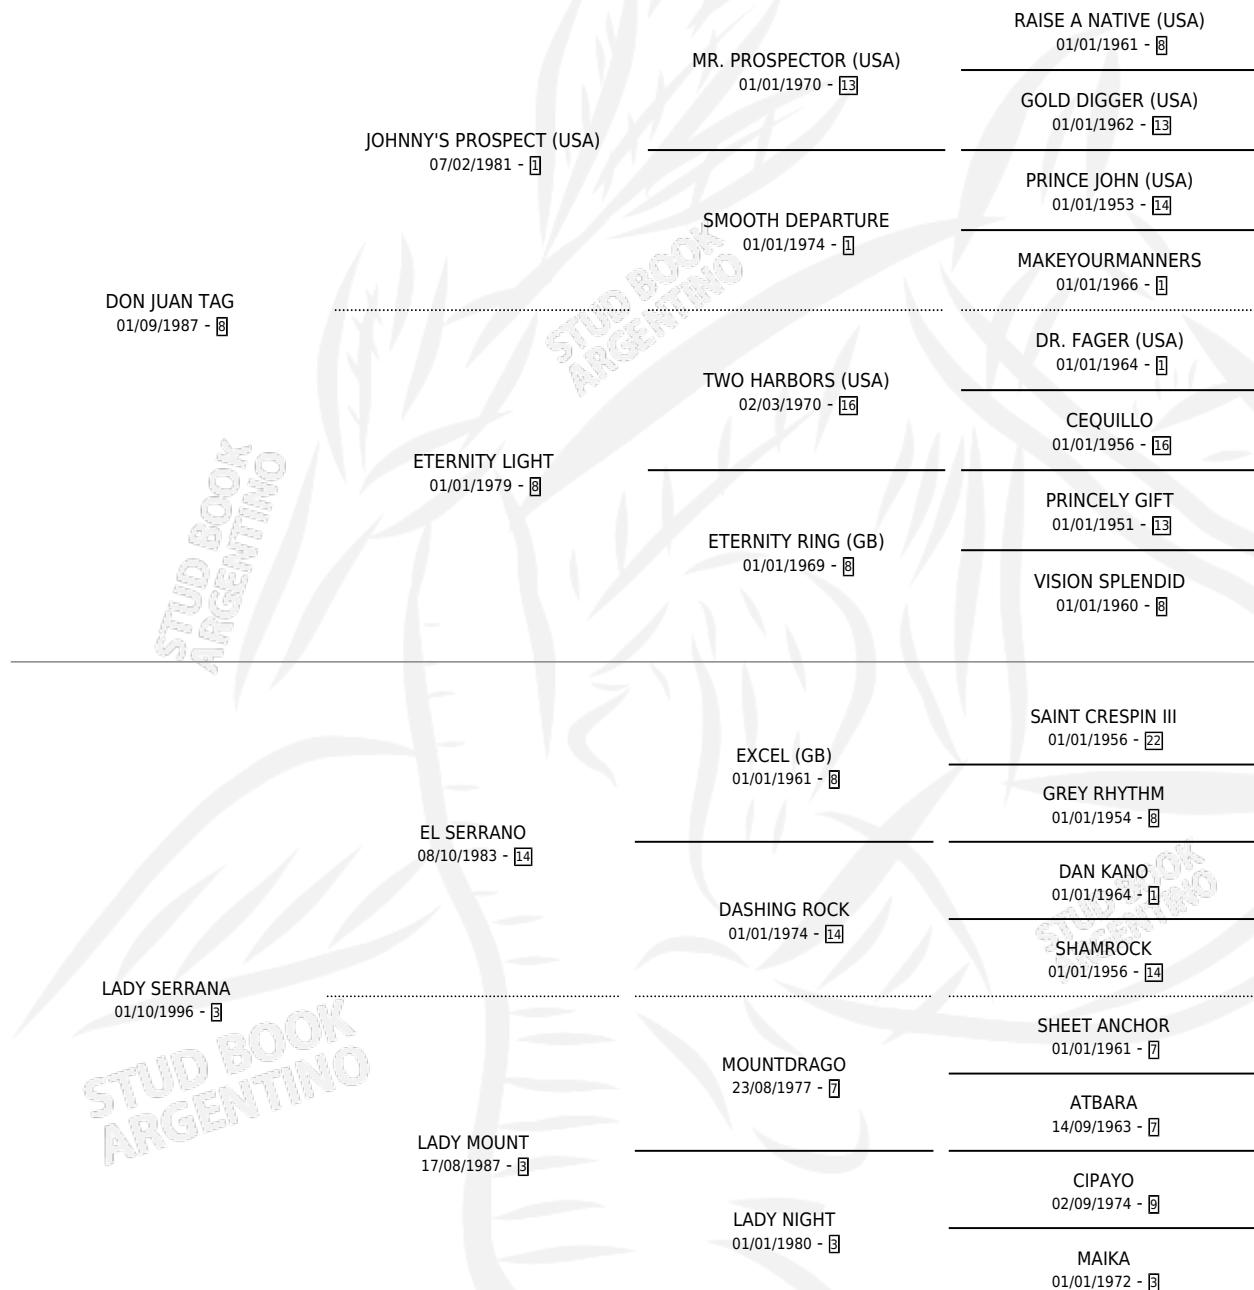 RAISE A NATIVE (USA)
01/01/1961 - 8
MR. PROSPECTOR (USA)
01/01/1970 - 13
GOLD DIGGER (USA)
01/01/1962 - 13
JOHNNY'S PROSPECT (USA)
07/02/1981 - 1
PRINCE JOHN (USA)
01/01/1953 - 14
SMOOTH DEPARTURE
01/01/1974 - 1
MAKEYOURMANNERS
01/01/1966 - 1
DON JUAN TAG
01/09/1987 - 8
DR. FAGER (USA)
01/01/1964 - 1
TWO HARBORS (USA)
02/03/1970 - 16
CEQUILLO
01/01/1956 - 16
ETERNITY LIGHT
01/01/1979 - 8
PRINCELY GIFT
01/01/1951 - 13
ETERNITY RING (GB)
01/01/1969 - 8
VISION SPLENDID
01/01/1960 - 8
STUD BOOK
ARGENTINO
STUD BOOK
ARGENTINO
SAINT CRESPIN III
01/01/1956 - 22
EXCEL (GB)
01/01/1961 - 8
GREY RHYTHM
01/01/1954 - 8
EL SERRANO
08/10/1983 - 14
DAN KANO
01/01/1964 - 1
DASHING ROCK
01/01/1974 - 14
SHAMROCK
01/01/1956 - 14
LADY SERRANA
01/10/1996 - 3
SHEET ANCHOR
01/01/1961 - 7
MOUNTDRAGO
23/08/1977 - 7
ATBARA
14/09/1963 - 7
LADY MOUNT
17/08/1987 - 3
CIPAYO
02/09/1974 - 9
LADY NIGHT
01/01/1980 - 3
MAIKA
01/01/1972 - 3
STUD BOOK
ARGENTINO
STUD BOOK
ARGENTINO